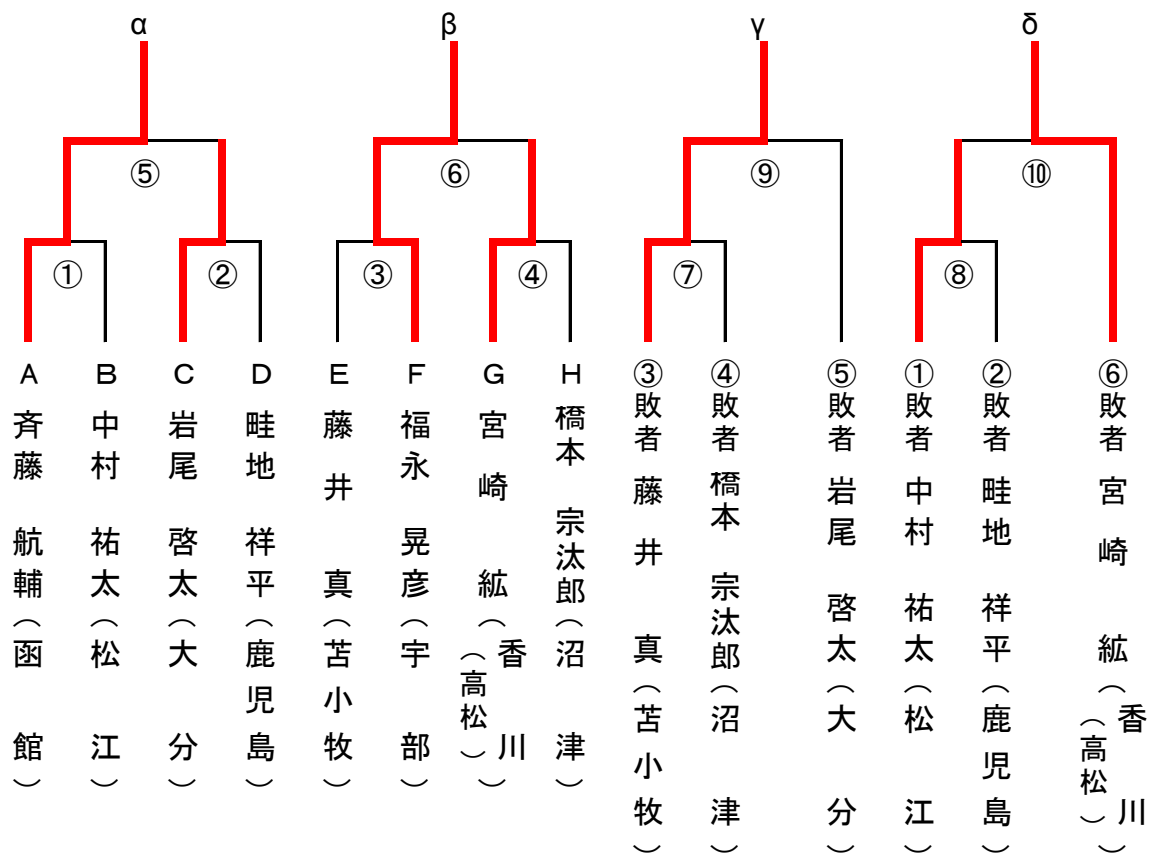 α β γ δ
⑤ ⑥ ⑨ ⑩
① ② ③ ④ ⑦ ⑧
A 斉藤 航輔(函館)
B 中村 祐太(松江)
C 岩尾 啓太(大分)
D 畦地 祥平(鹿児島)
E 藤井 真(苫小牧)
F 福永 晃彦(宇部)
G 宮崎 紘(香川(高松))
H 橋本 宗汰郎(沼津)
③敗者 藤井 真(苫小牧)
④敗者 橋本 宗汰郎(沼津)
⑤敗者 岩尾 啓太(大分)
①敗者 中村 祐太(松江)
②敗者 畦地 祥平(鹿児島)
⑥敗者 宮崎 紘(香川(高松))